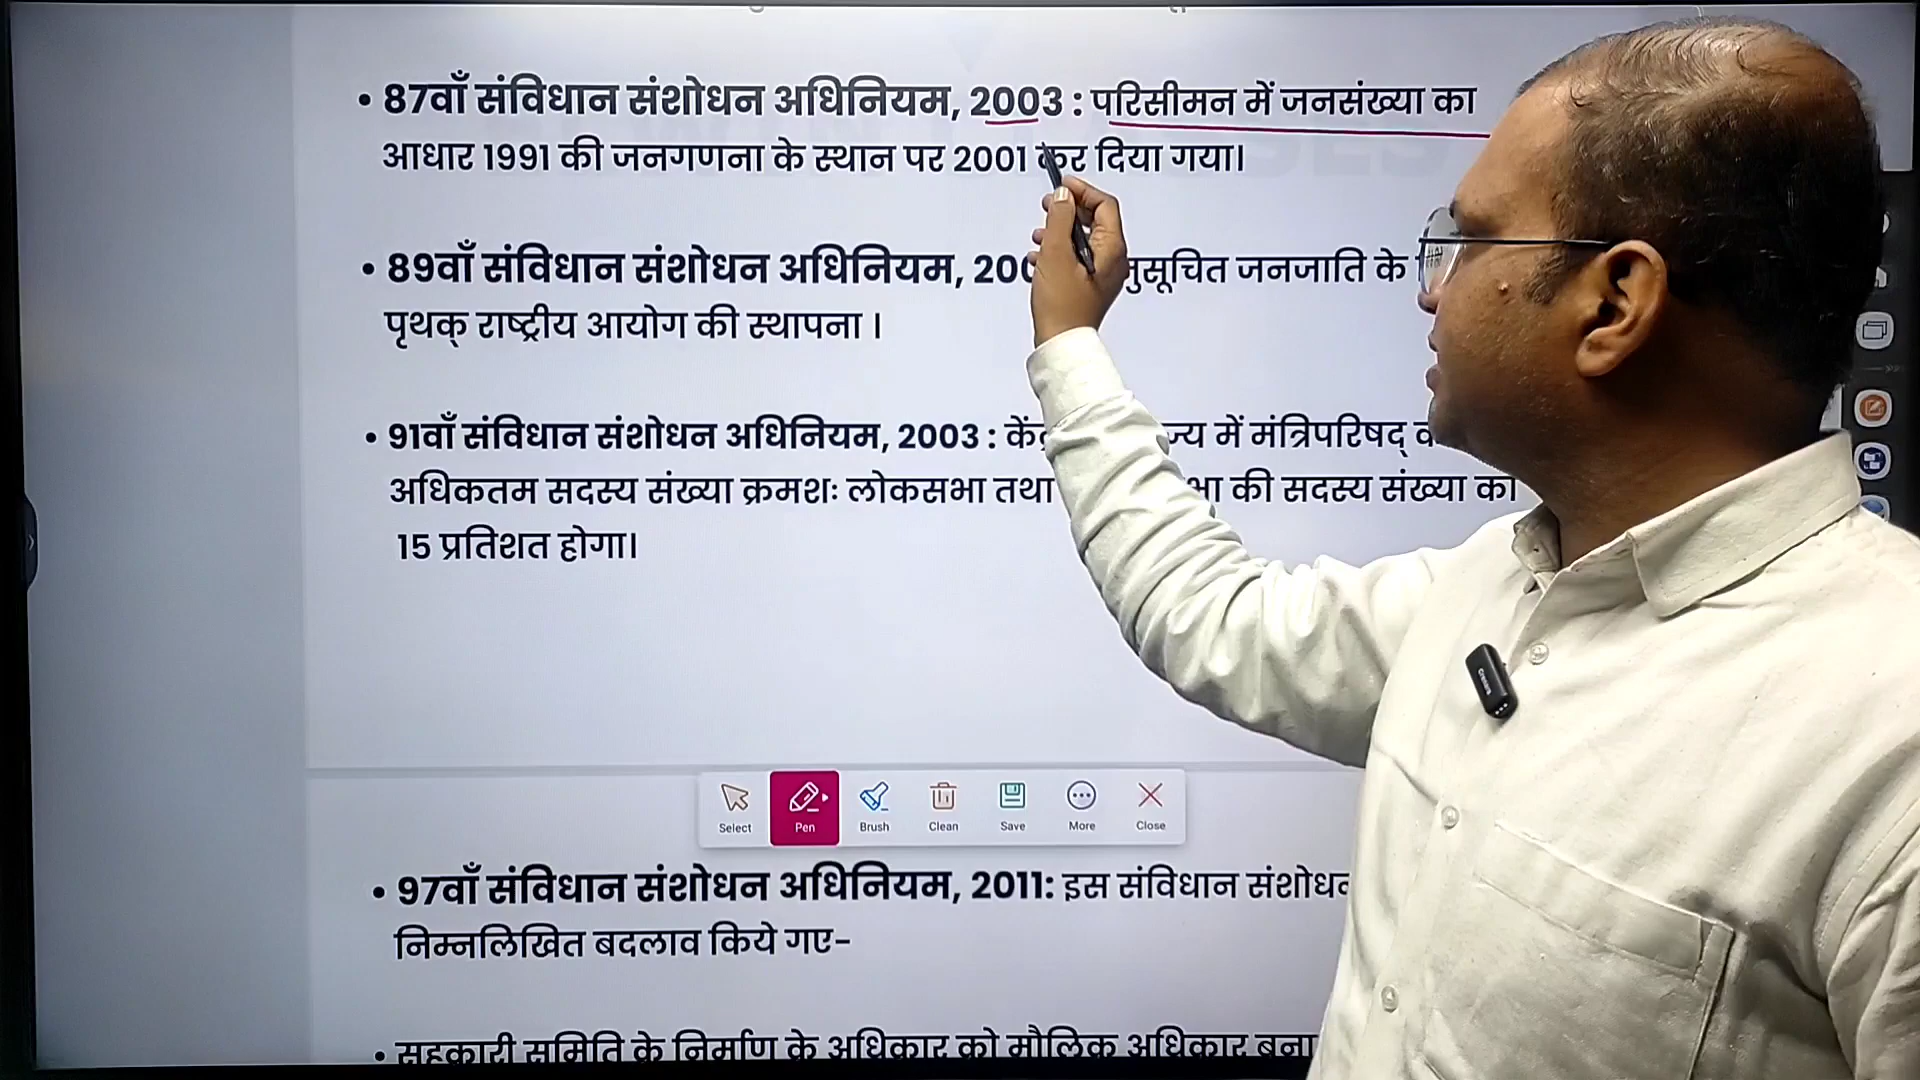 • 87वाँ संविधान संशोधन अधिनियम, 2003 : परिसीमन में जनसंख्या का
आधार 1991 की जनगणना के स्थान पर 2001 कर दिया गया।
• 89वाँ संविधान संशोधन अधिनियम, 200 नुसूचित जनजाति के
पृथक् राष्ट्रीय आयोग की स्थापना ।
• 91वाँ संविधान संशोधन अधिनियम, 2003 : में मंत्रिपरिषद्
अधिकतम सदस्य संख्या क्रमशः लोकसभा तथा की सदस्य संख्या का
15 प्रतिशत होगा।
Select Pen Brush Clean Save More Close
• 97वाँ संविधान संशोधन अधिनियम, 2011: इस संविधान संशोध
निम्नलिखित बदलाव किये गए-
• सहकारी समिति के निर्माण के अधिकार को मौलिक अधिकार बना